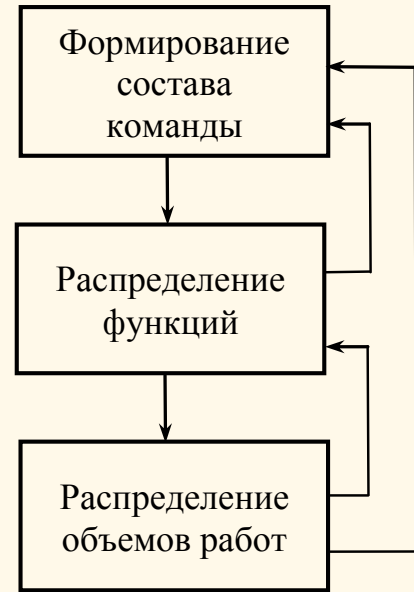 Формирование
состава
команды
Распределение
функций
Распределение
объемов работ